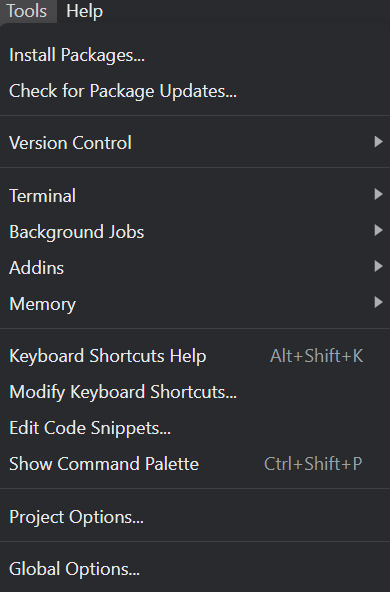 Tools Help
Install Packages...
Check for Package Updates...
Version Control
Terminal
Background Jobs
Addins
Memory
Keyboard Shortcuts Help Alt+Shift+K
Modify Keyboard Shortcuts...
Edit Code Snippets...
Show Command Palette Ctrl+Shift+P
Project Options...
Global Options...